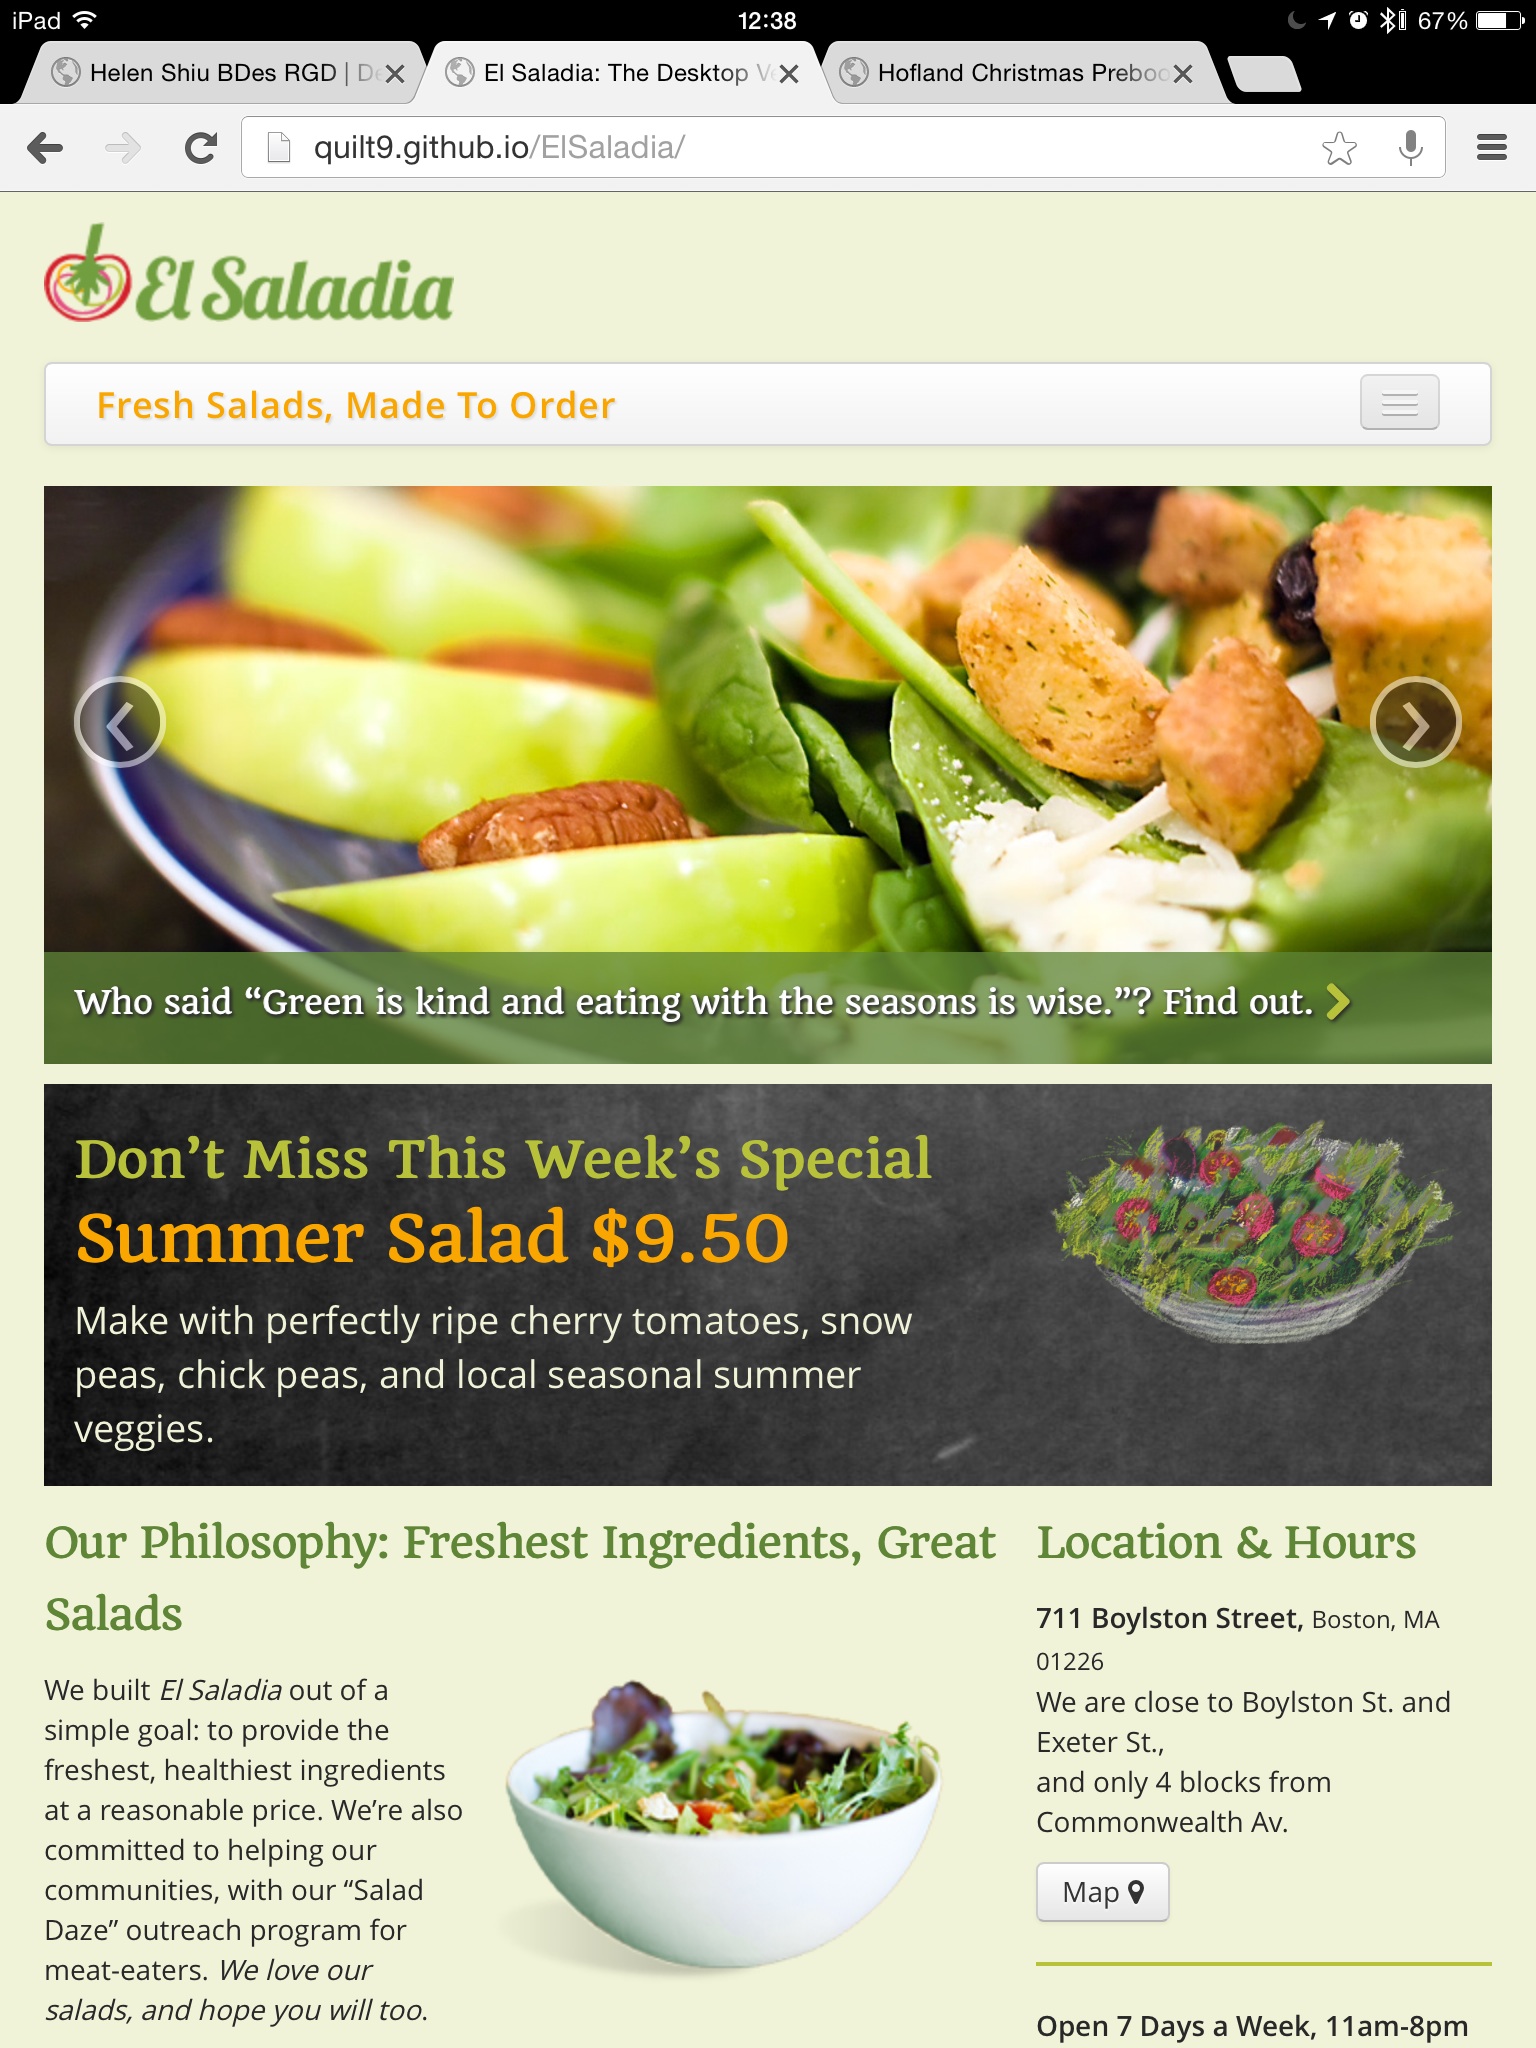 iPad 12:38 67%
Helen Shiu BDes RGD | De
El Saladia: The Desktop Ve
Hofland Christmas Preboo
quilt9.github.io/ElSaladia/
El Saladia
Fresh Salads, Made To Order
Who said “Green is kind and eating with the seasons is wise.”? Find out.
Don’t Miss This Week’s Special
Summer Salad $9.50
Make with perfectly ripe cherry tomatoes, snow
peas, chick peas, and local seasonal summer
veggies.
Our Philosophy: Freshest Ingredients, Great
Salads
We built El Saladia out of a
simple goal: to provide the
freshest, healthiest ingredients
at a reasonable price. We’re also
committed to helping our
communities, with our “Salad
Daze” outreach program for
meat-eaters. We love our
salads, and hope you will too.
Location & Hours
711 Boylston Street, Boston, MA
01226
We are close to Boylston St. and
Exeter St.,
and only 4 blocks from
Commonwealth Av.
Map
Open 7 Days a Week, 11am-8pm